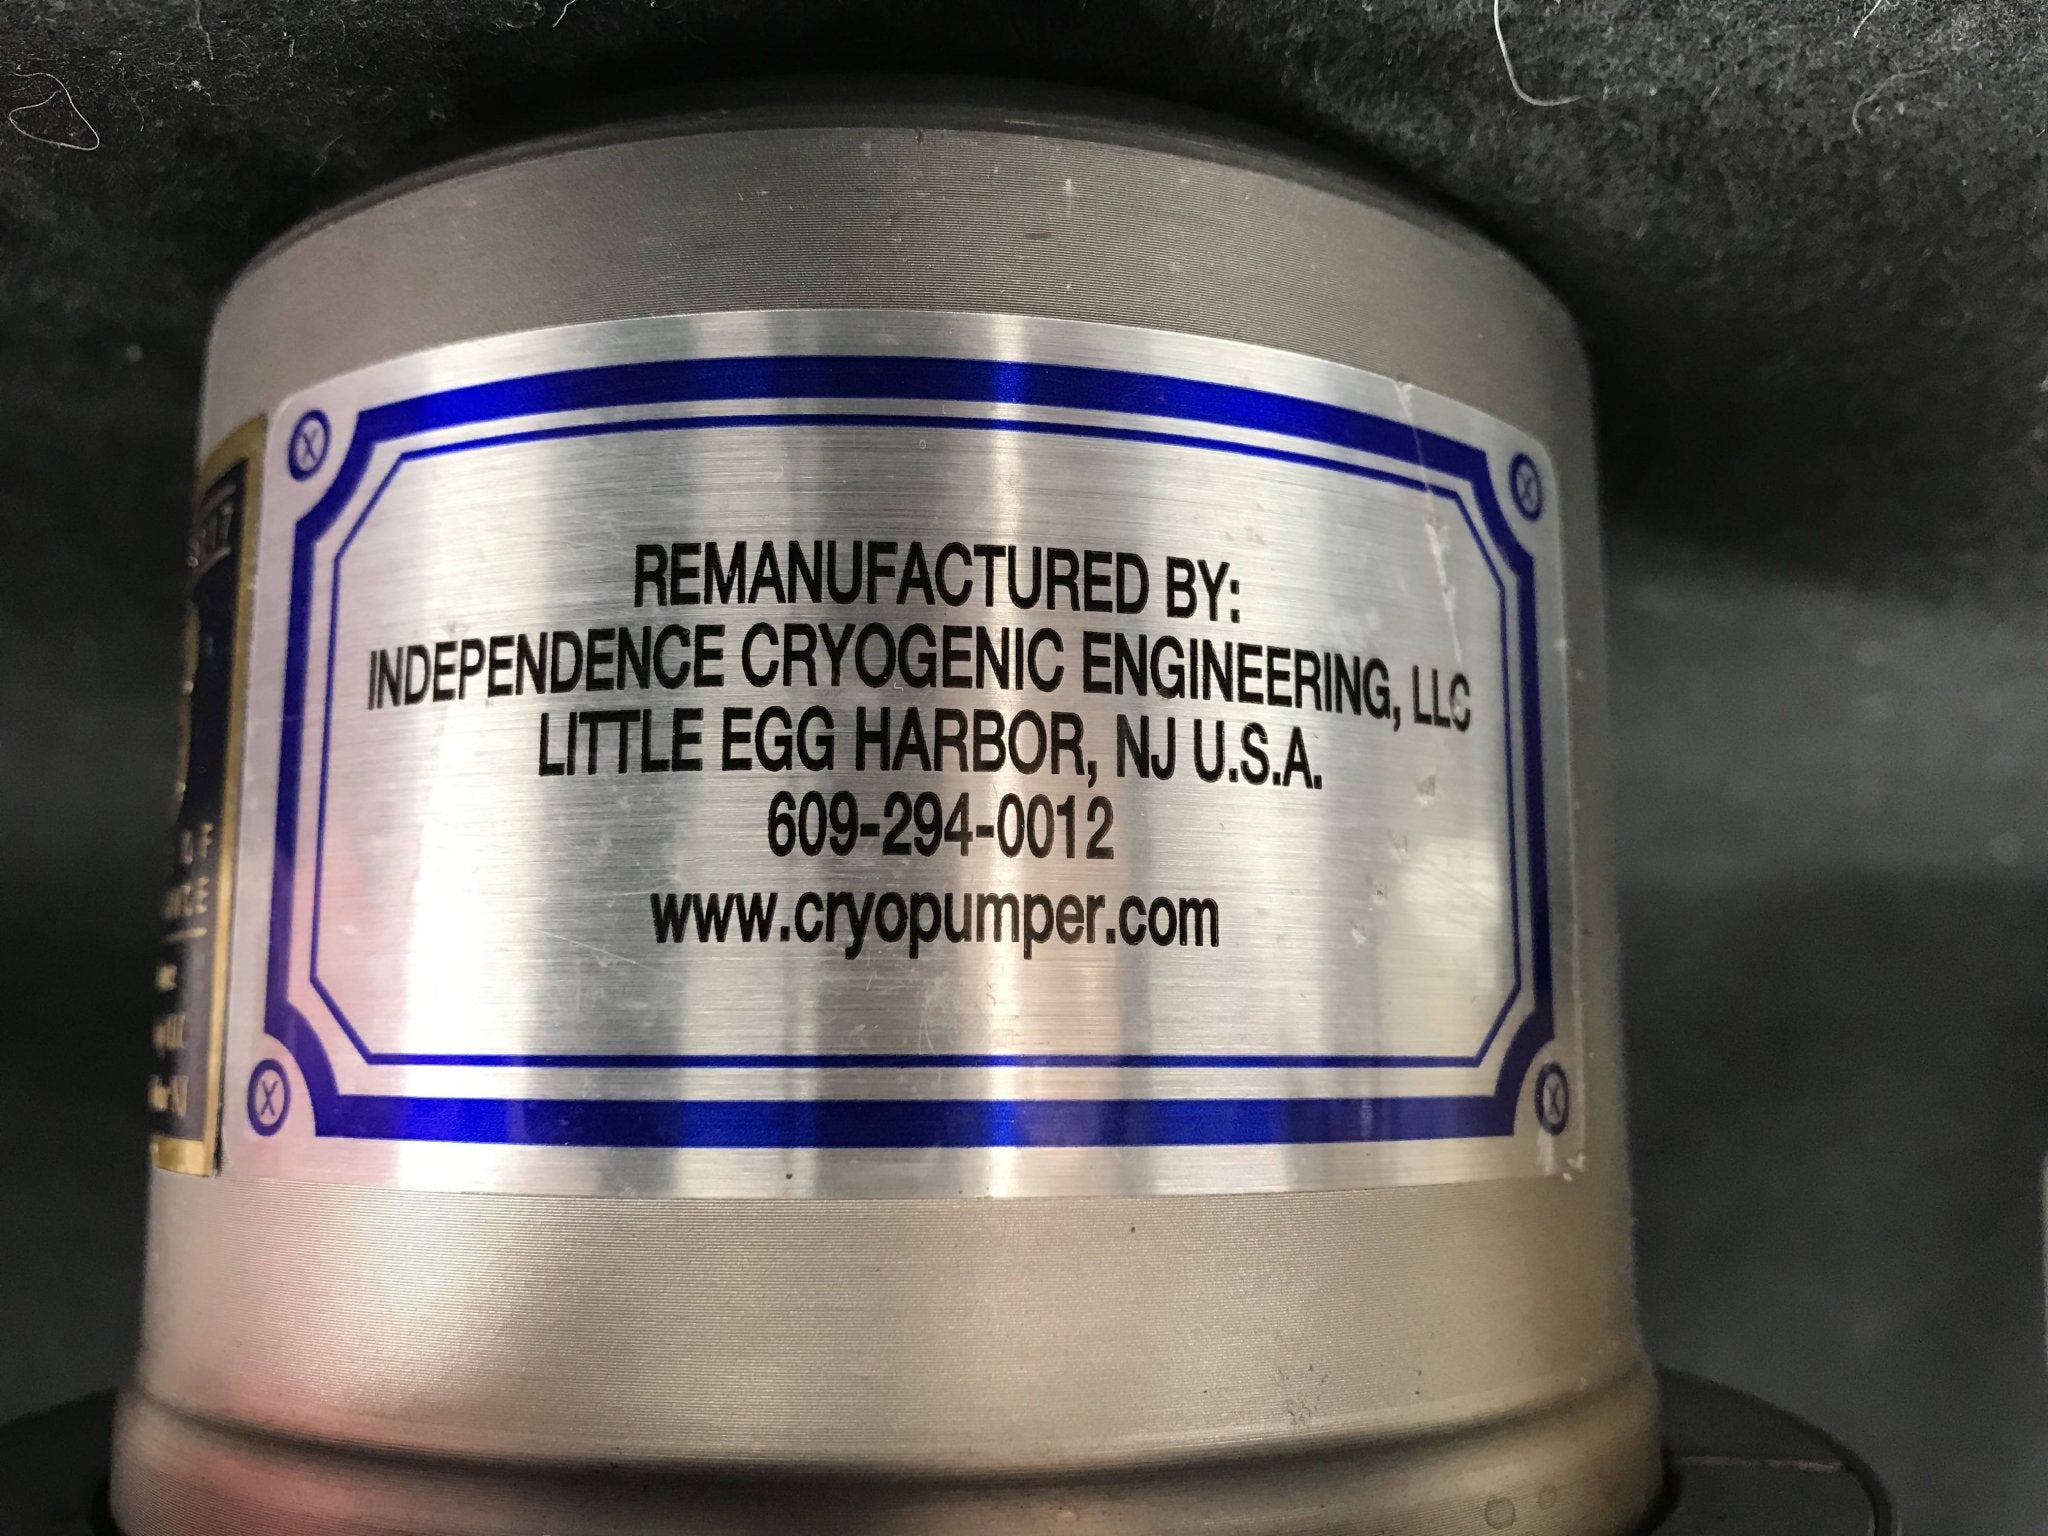 REMANUFACTURED BY:
INDEPENDENCE CRYOGENIC ENGINEERING, LLC
LITTLE EGG HARBOR, NJ U.S.A.
609-294-0012
www.cryopumper.com